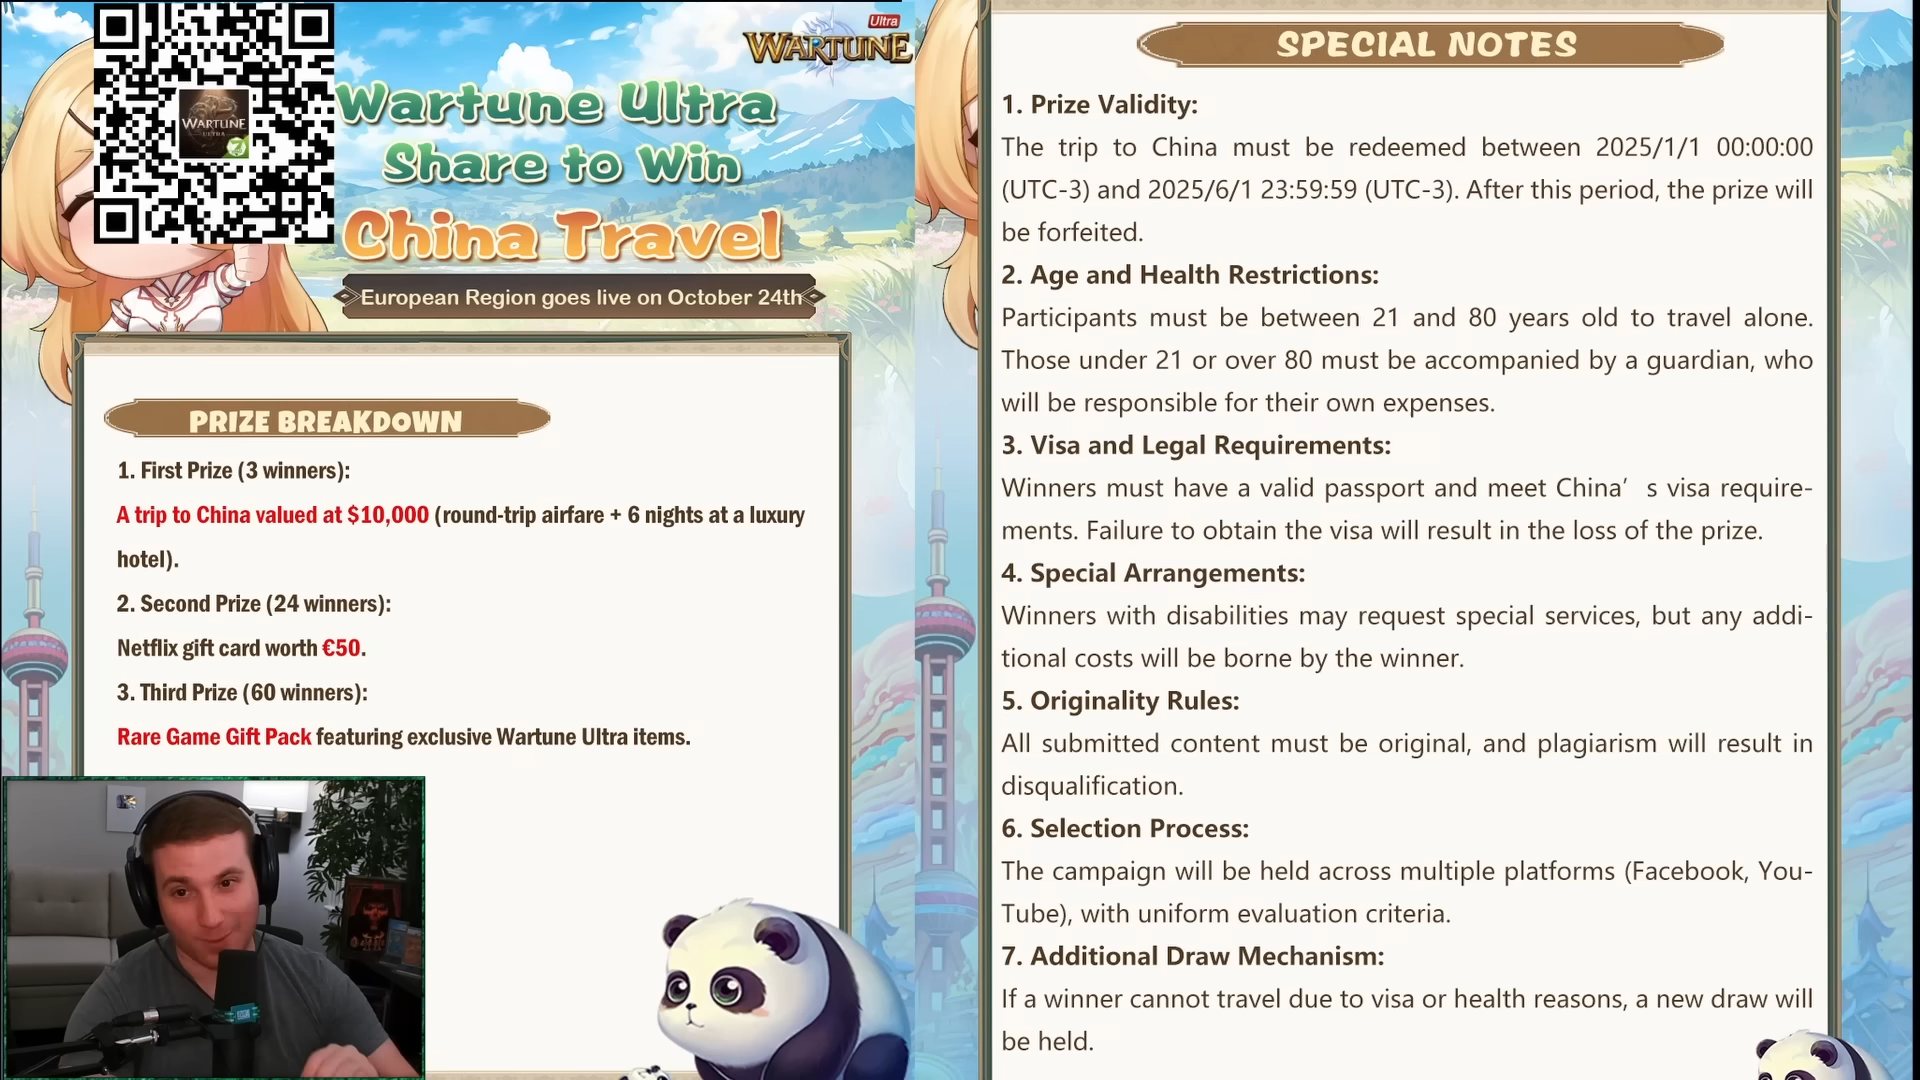 Ultra
WARTUNE
WARTUNE
ULTRA
Wartune Ultra
Share to Win
China Travel
European Region goes live on October 24th
PRIZE BREAKDOWN
1. First Prize (3 winners):
A trip to China valued at $10,000 (round-trip airfare + 6 nights at a luxury
hotel).
2. Second Prize (24 winners):
Netflix gift card worth €50.
3. Third Prize (60 winners):
Rare Game Gift Pack featuring exclusive Wartune Ultra items.
SPECIAL NOTES
1. Prize Validity:
The trip to China must be redeemed between 2025/1/1 00:00:00
(UTC-3) and 2025/6/1 23:59:59 (UTC-3). After this period, the prize will
be forfeited.
2. Age and Health Restrictions:
Participants must be between 21 and 80 years old to travel alone.
Those under 21 or over 80 must be accompanied by a guardian, who
will be responsible for their own expenses.
3. Visa and Legal Requirements:
Winners must have a valid passport and meet China’ s visa require-
ments. Failure to obtain the visa will result in the loss of the prize.
4. Special Arrangements:
Winners with disabilities may request special services, but any addi-
tional costs will be borne by the winner.
5. Originality Rules:
All submitted content must be original, and plagiarism will result in
disqualification.
6. Selection Process:
The campaign will be held across multiple platforms (Facebook, You-
Tube), with uniform evaluation criteria.
7. Additional Draw Mechanism:
If a winner cannot travel due to visa or health reasons, a new draw will
be held.